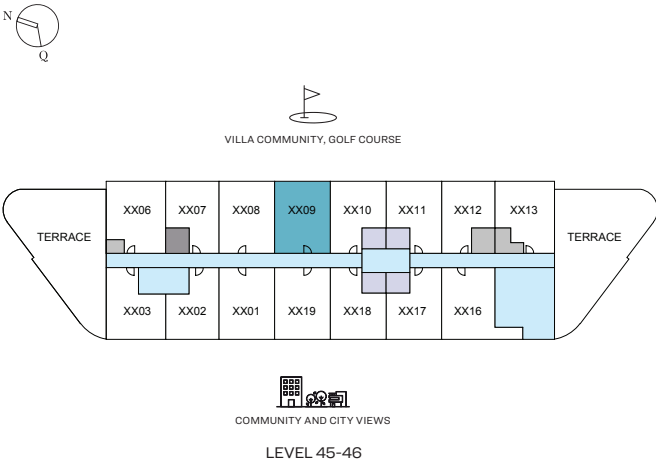 N
Q
VILLA COMMUNITY, GOLF COURSE
XX06 XX07 XX08 XX09 XX10 XX11 XX12 XX13
TERRACE TERRACE
XX03 XX02 XX01 XX19 XX18 XX17 XX16
COMMUNITY AND CITY VIEWS
LEVEL 45-46